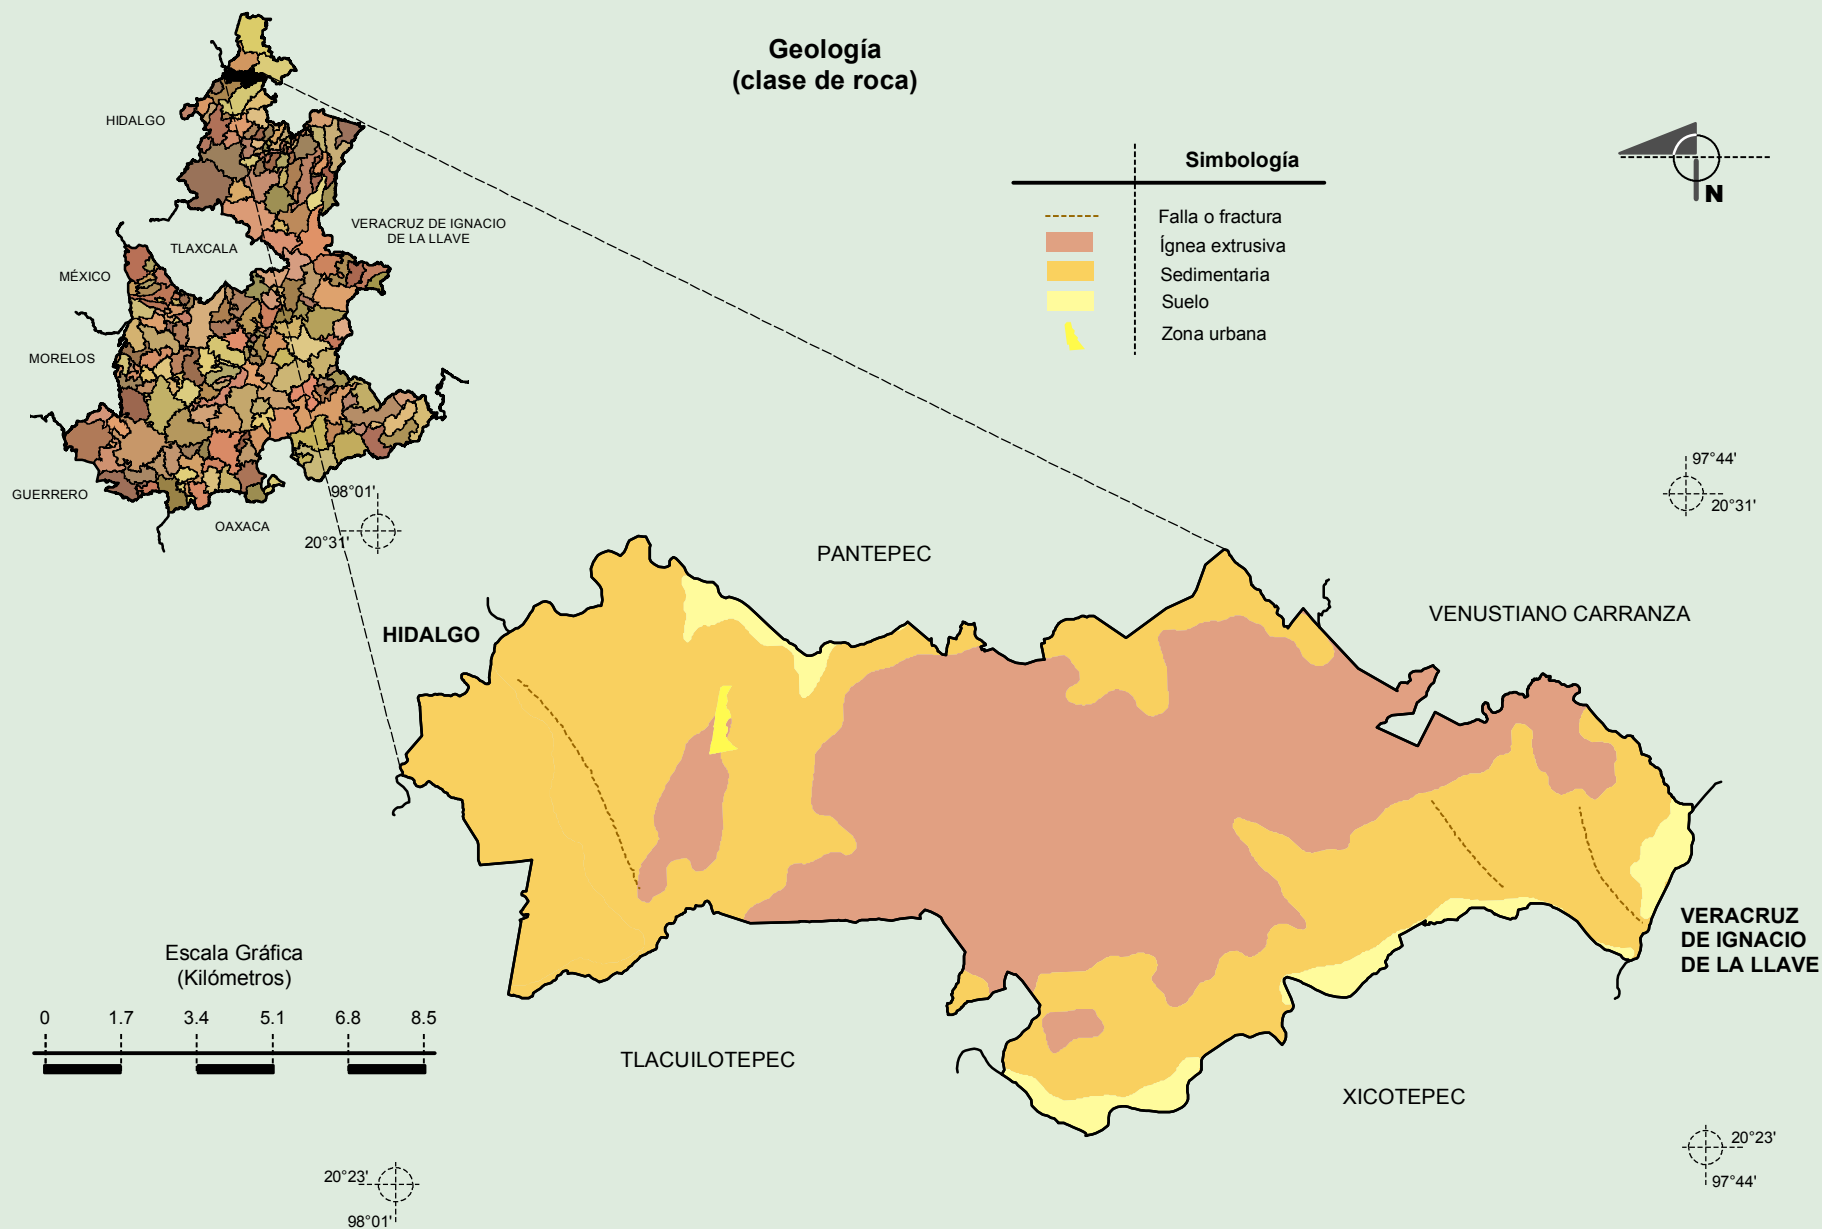 Geología
(clase de roca)
HIDALGO
VERACRUZ DE IGNACIO
DE LA LLAVE
TLAXCALA
MÉXICO
MORELOS
GUERRERO
OAXACA
Simbología
Falla o fractura
Ígnea extrusiva
Sedimentaria
Suelo
Zona urbana
N
98°01'
20°31'
97°44'
20°31'
PANTEPEC
HIDALGO
VENUSTIANO CARRANZA
VERACRUZ
DE IGNACIO
DE LA LLAVE
Escala Gráfica
(Kilómetros)
0 1.7 3.4 5.1 6.8 8.5
TLACUILOTEPEC
XICOTEPEC
20°23'
98°01'
20°23'
97°44'